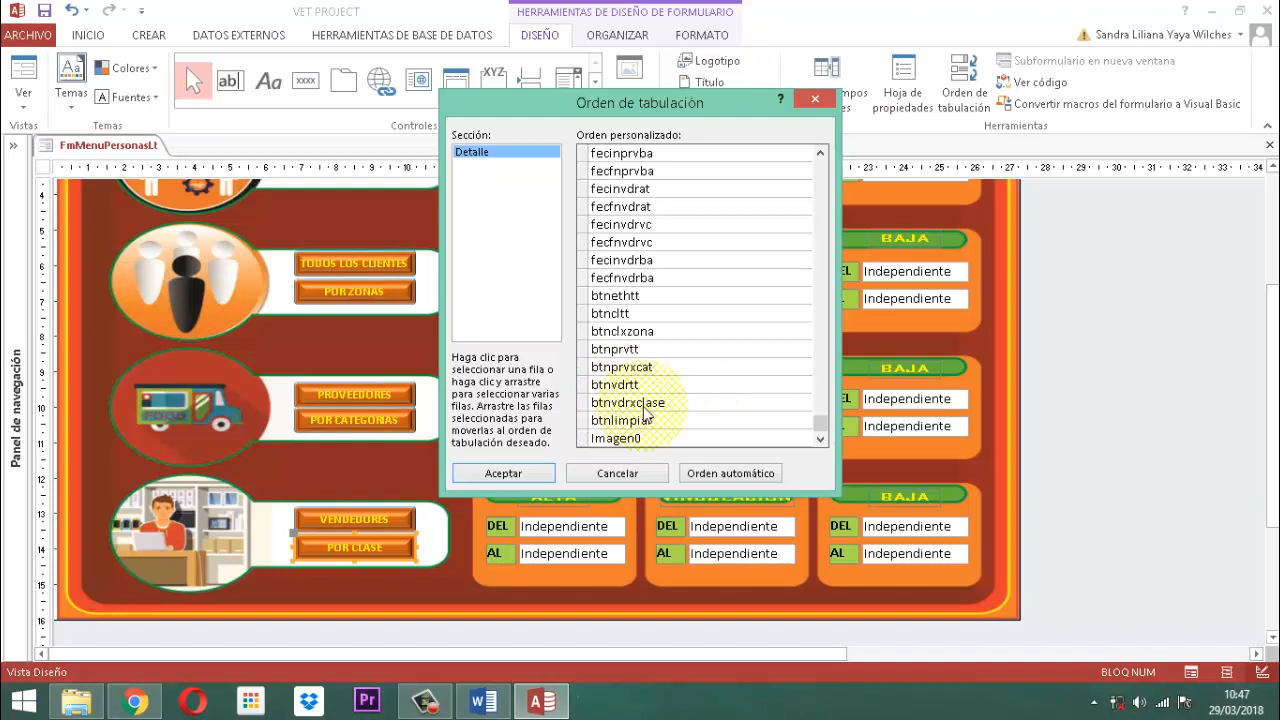 VET PROJECT
HERRAMIENTAS DE DISEÑO DE FORMULARIO
ARCHIVO
INICIO
CREAR
DATOS EXTERNOS
HERRAMIENTAS DE BASE DE DATOS
DISEÑO
ORGANIZAR
FORMATO
Sandra Liliana Yaya Wilches
Ver
Temas
Colores
Fuentes
Vistas
Temas
Controles
Logotipo
Título
Hoja de propiedades
Orden de tabulación
Subformulario en nueva ventana
Ver código
Convertir macros del formulario a Visual Basic
Herramientas
FmMenuPersonasLt
Panel de navegación
Orden de tabulación
Sección:
Detalle
Orden personalizado:
fecinprvba
fecfnprvba
fecinvdrat
fecfnvdrat
fecinvdrvc
fecfnvdrvc
fecinvdrba
fecfnvdrba
btnethtt
btncltt
btnclxzona
btnprvtt
btnprvxcat
btnvdrtt
btnvdrxclase
btnlimpiar
Imagen0
Haga clic para
seleccionar una fila o
haga clic y arrastre
para seleccionar varias
filas. Arrastre las filas
seleccionadas para
moverlas al orden de
tabulación deseado.
Aceptar
Cancelar
Orden automático
TODOS LOS CLIENTES
POR ZONAS
PROVEEDORES
POR CATEGORIAS
VENDEDORES
POR CLASE
BAJA
DEL Independiente
Independiente
BAJA
DEL Independiente
Independiente
ALTA
VINCULACION
BAJA
DEL Independiente
DEL Independiente
DEL Independiente
AL Independiente
AL Independiente
AL Independiente
Vista Diseño
BLOQ NUM
10:47
29/03/2018